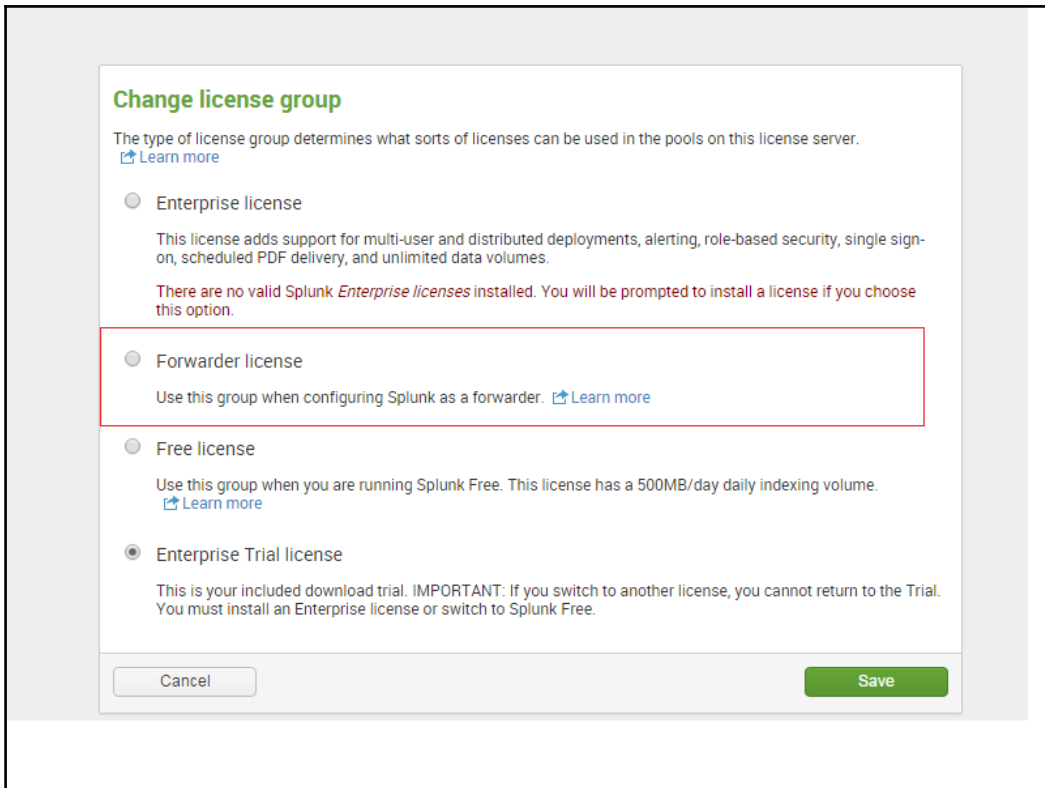 Change license group
The type of license group determines what sorts of licenses can be used in the pools on this license server.
Learn more
Enterprise license
This license adds support for multi-user and distributed deployments, alerting, role-based security, single sign-
on, scheduled PDF delivery, and unlimited data volumes.
There are no valid Splunk Enterprise licenses installed. You will be prompted to install a license if you choose
this option.
Forwarder license
Use this group when configuring Splunk as a forwarder. Learn more
Free license
Use this group when you are running Splunk Free. This license has a 500MB/day daily indexing volume.
Learn more
Enterprise Trial license
This is your included download trial. IMPORTANT: If you switch to another license, you cannot return to the Trial.
You must install an Enterprise license or switch to Splunk Free.
Cancel Save